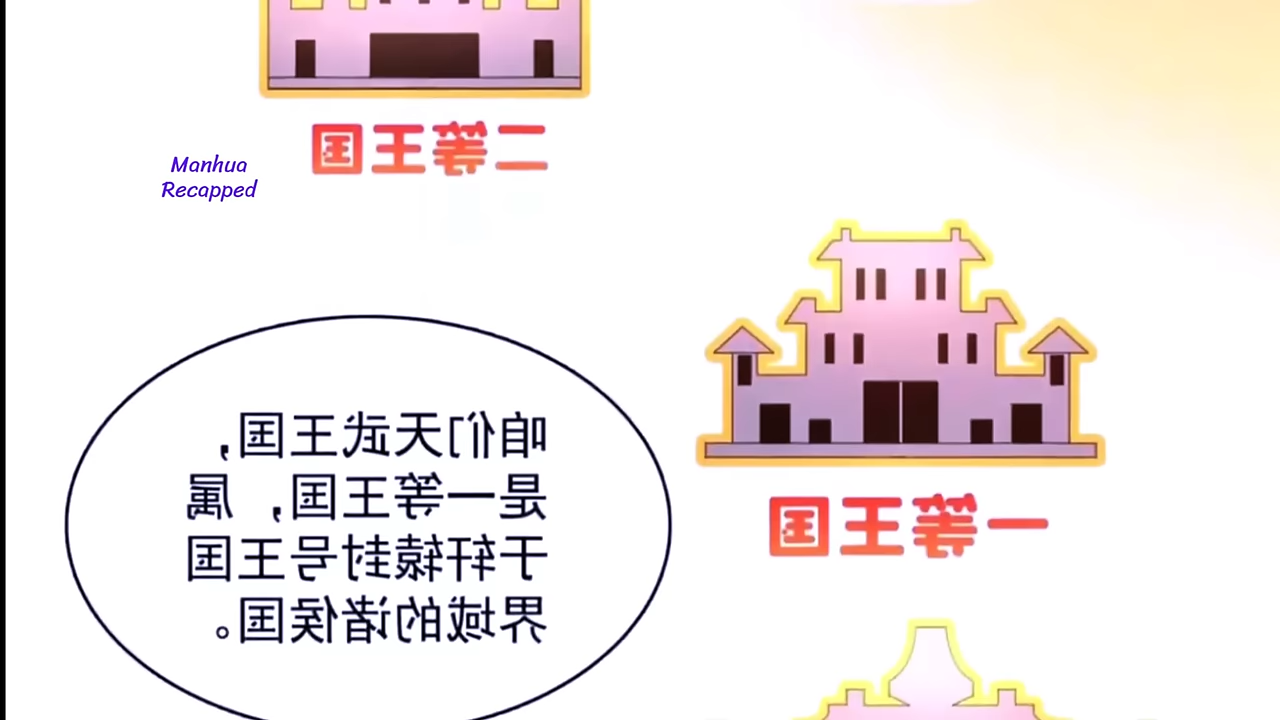 二等王国
Manhua
Recapped
咱们天武王国,
是一等王国,属
于轩辕封号王国
界域的诸侯国。
一等王国